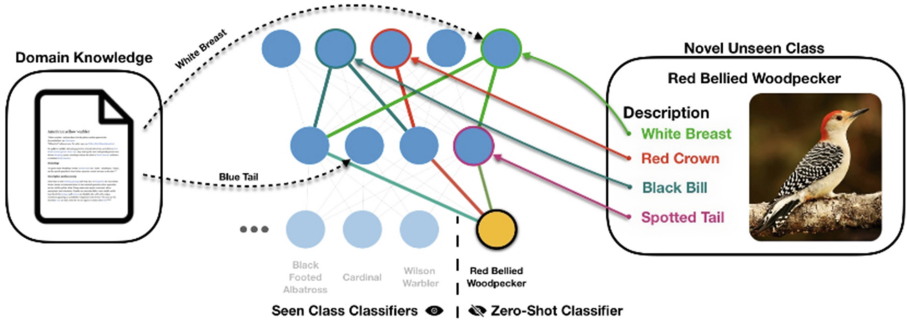 Domain Knowledge
White Breast
Blue Tail
Novel Unseen Class
Red Bellied Woodpecker
Description
White Breast
Red Crown
Black Bill
Spotted Tail
Black
Footed
Albatross
Cardinal
Wilson
Warbler
Red Bellied
Woodpecker
Seen Class Classifiers
Zero-Shot Classifier